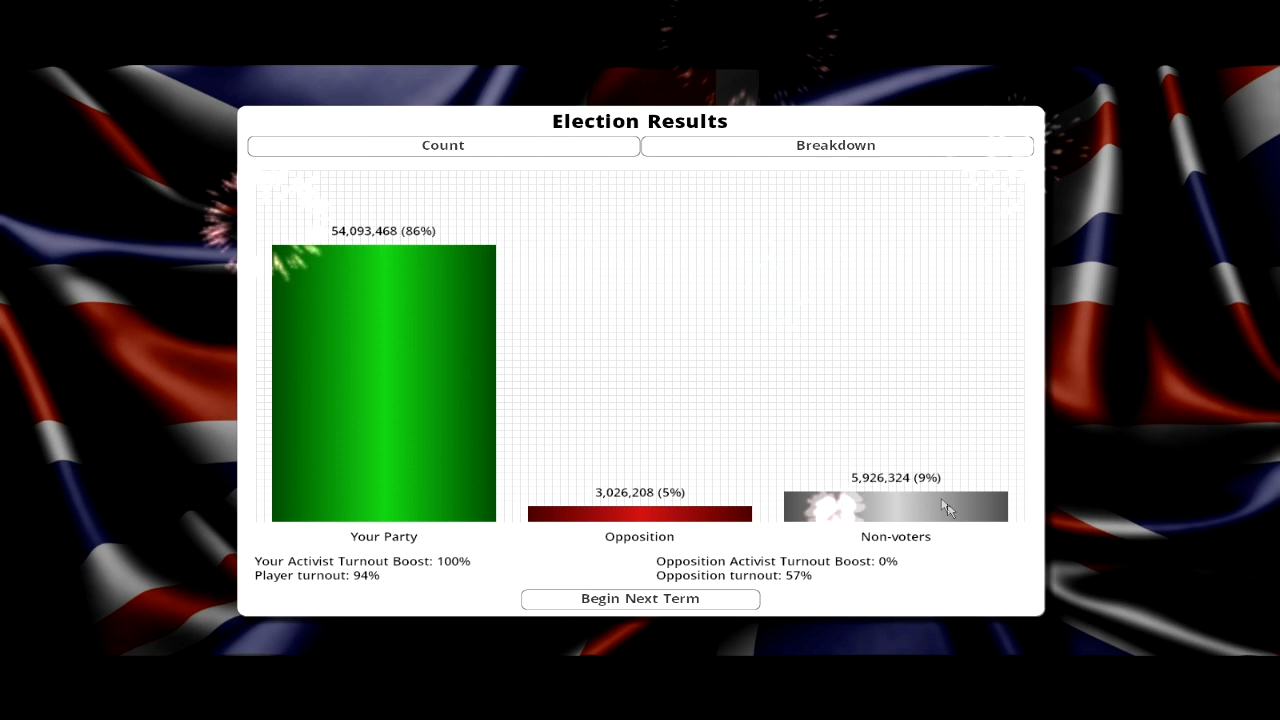 Election Results
Count
Breakdown
54,093,468 (86%)
5,926,324 (9%)
3,026,208 (5%)
Your Party
Opposition
Non-voters
Your Activist Turnout Boost: 100%
Opposition Activist Turnout Boost: 0%
Player turnout: 94%
Opposition turnout: 57%
Begin Next Term